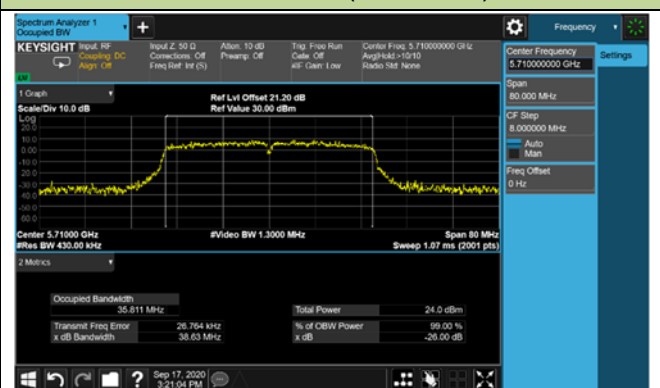 Spectrum Analyzer 1
Occupied BW
Frequency
KEYSIGHT
Input: RF
Coupling: DC
Align: Off
Input Z: 50 Ω
Corrections: Off
Freq Ref: Int (S)
Atten: 10 dB
Preamp: Off
Trig: Free Run
Gate: Off
#IF Gain: Low
Center Freq: 5.710000000 GHz
Avg|Hold:>10/10
Radio Std: None
Center Frequency
5.710000000 GHz
Settings
Span
80.000 MHz
CF Step
8.000000 MHz
Auto
Man
Freq Offset
0 Hz
1 Graph
Scale/Div 10.0 dB
Ref Lvl Offset 21.20 dB
Ref Value 30.00 dBm
Log
20.0
10.0
0.00
-10.0
-20.0
-30.0
-40.0
-50.0
-60.0
Center 5.71000 GHz
#Res BW 430.00 kHz
#Video BW 1.3000 MHz
Span 80 MHz
Sweep 1.07 ms (2001 pts)
2 Metrics
Occupied Bandwidth
35.811 MHz
Total Power 24.0 dBm
Transmit Freq Error 26.764 kHz
% of OBW Power 99.00 %
x dB Bandwidth 38.63 MHz
x dB -26.00 dB
Sep 17, 2020
3:21:04 PM